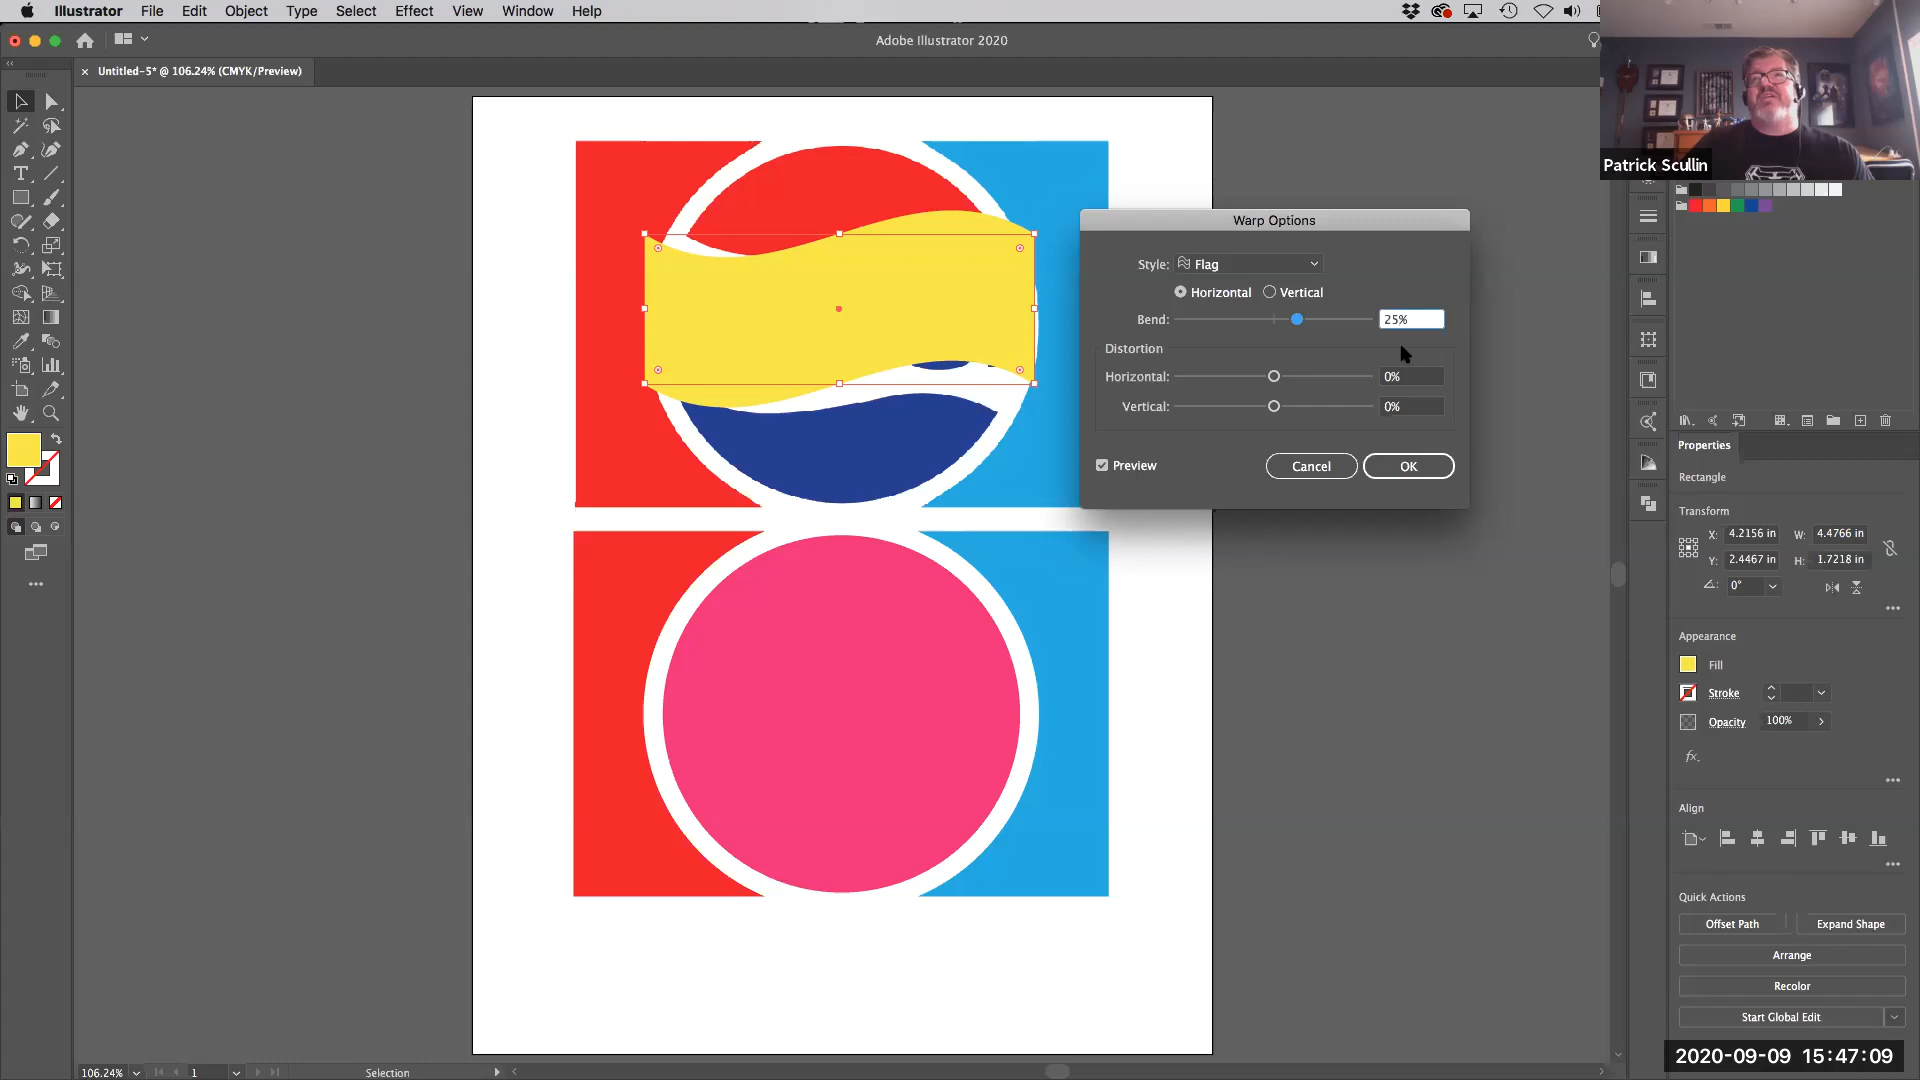 Illustrator File Edit Object Type Select Effect View Window Help
Adobe Illustrator 2020
× Untitled-5* @ 106.24% (CMYK/Preview)
Patrick Scullin
Warp Options
Style: Flag
Horizontal Vertical
Bend: 25%
Distortion
Horizontal: 0%
Vertical: 0%
Preview Cancel OK
Properties
Rectangle
Transform
X: 4.2156 in W: 4.4766 in
Y: 2.4467 in H: 1.7218 in
0°
Appearance
Fill
Stroke
Opacity 100%
fx.
Align
Quick Actions
Offset Path Expand Shape
Arrange
Recolor
Start Global Edit
2020-09-09 15:47:09
106.24% 1 Selection